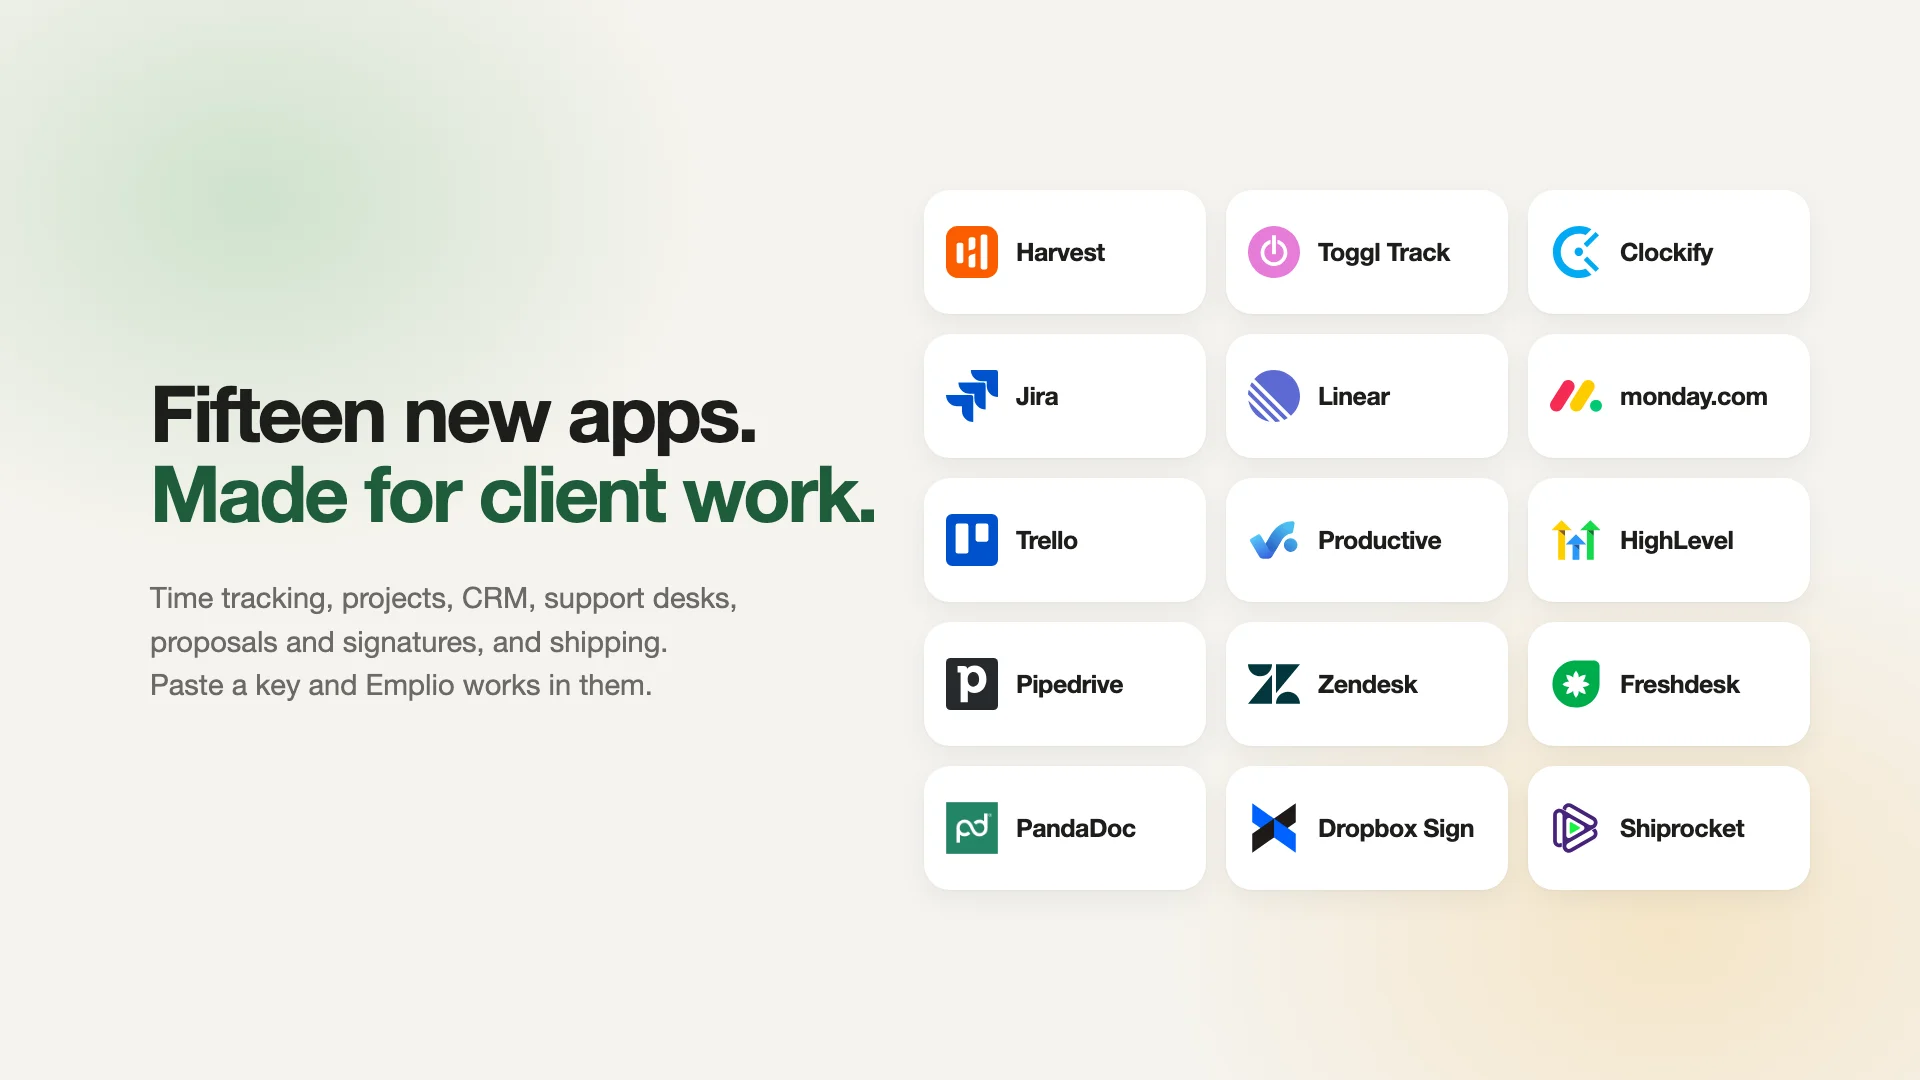 Fifteen new apps.
Made for client work.
Time tracking, projects, CRM, support desks,
proposals and signatures, and shipping.
Paste a key and Emplio works in them.
Harvest
Toggl Track
Clockify
Jira
Linear
monday.com
Trello
Productive
HighLevel
Pipedrive
Zendesk
Freshdesk
PandaDoc
Dropbox Sign
Shiprocket